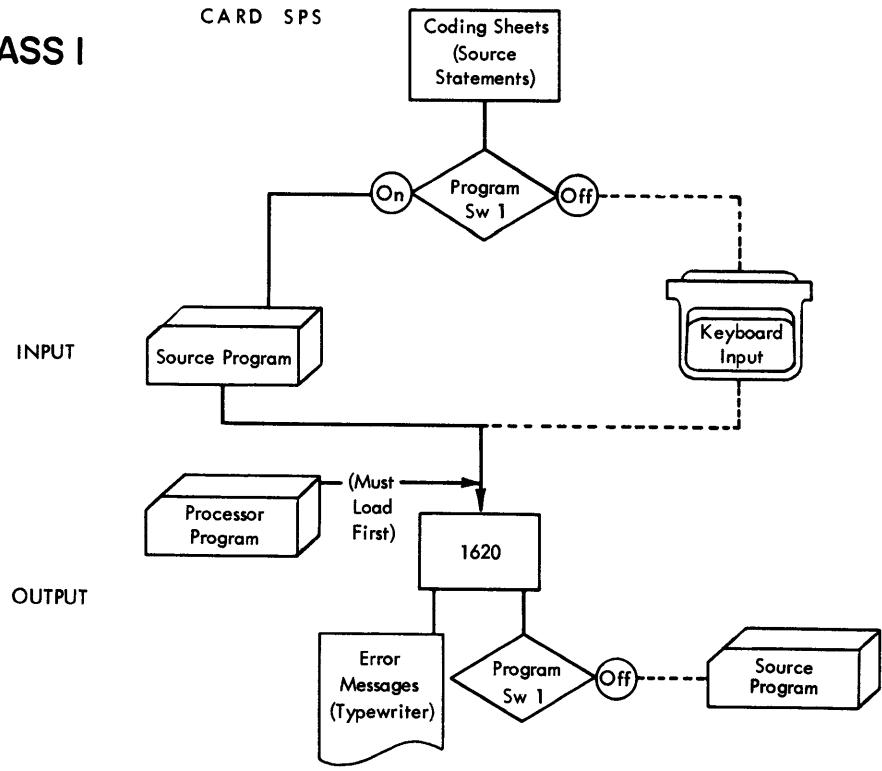 CARD SPS
ASS I
Coding Sheets
(Source
Statements)
On
Program
Sw 1
Off
INPUT
Source Program
Keyboard
Input
Processor
Program
(Must
Load
First)
1620
OUTPUT
Error
Messages
(Typewriter)
Program
Sw 1
Off
Source
Program